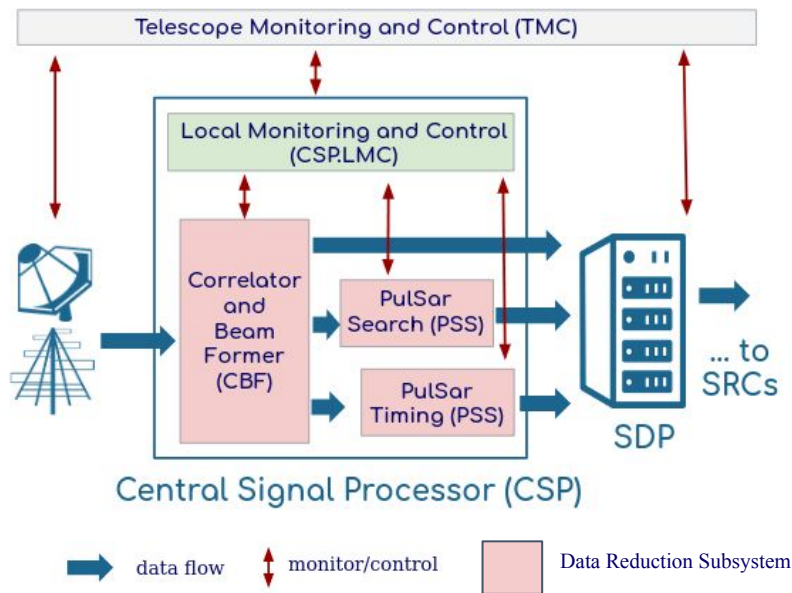 Telescope Monitoring and Control (TMC)
Local Monitoring and Control
(CSP.LMC)
Correlator
and
Beam
Former
(CBF)
PulSar
Search (PSS)
PulSar
Timing (PSS)
... to
SRCs
SDP
Central Signal Processor (CSP)
data flow
monitor/control
Data Reduction Subsystem